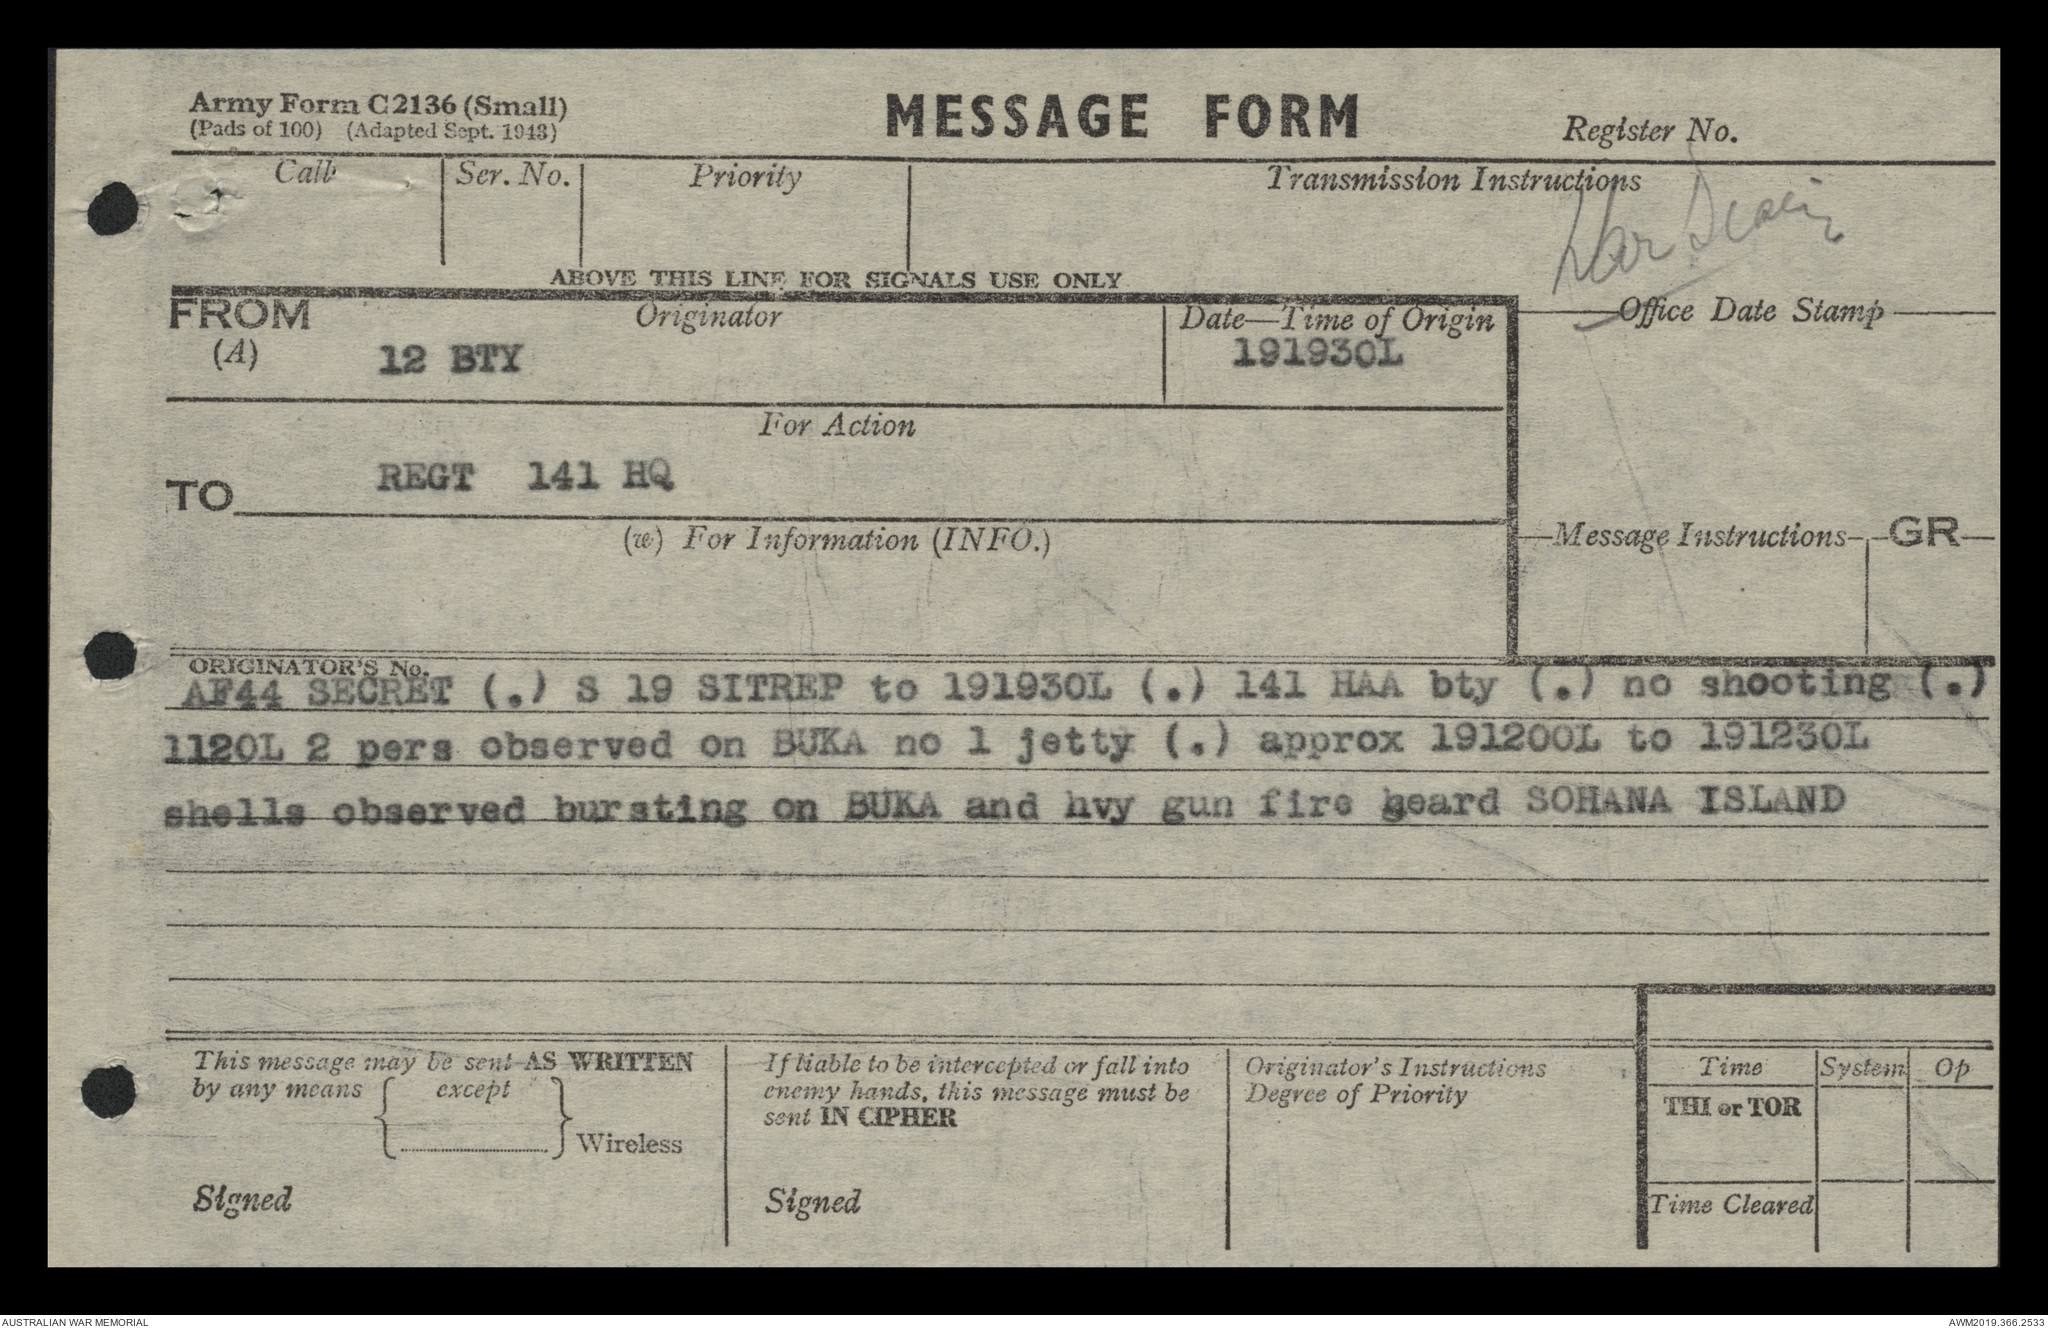 Army Form C2136 (Small)
(Pads of 100) (Adapted Sept. 1943)
MESSAGE FORM
Register No.
Call
Ser. No.
Priority
Transmission Instructions
War Diary
ABOVE THIS LINE FOR SIGNALS USE ONLY
FROM
(A)
Originator
12 BTY
Date—Time of Origin
191930L
Office Date Stamp
For Action
TO
REGT 141 HQ
(w) For Information (INFO.)
Message Instructions
GR
ORIGINATOR'S No.
AF44 SECRET (.) S 19 SITREP to 191930L (.) 141 HAA bty (.) no shooting (.)
1120L 2 pers observed on BUKA no 1 jetty (.) approx 191200L to 191230L
shells observed bursting on BUKA and hvy gun fire heard SOHANA ISLAND
This message may be sent AS WRITTEN
by any means { except } Wireless
Signed
If liable to be intercepted or fall into
enemy hands, this message must be
sent IN CIPHER
Signed
Originator's Instructions
Degree of Priority
Time
System
Op
THI or TOR
Time Cleared
AUSTRALIAN WAR MEMORIAL
AWM2019.366.2533